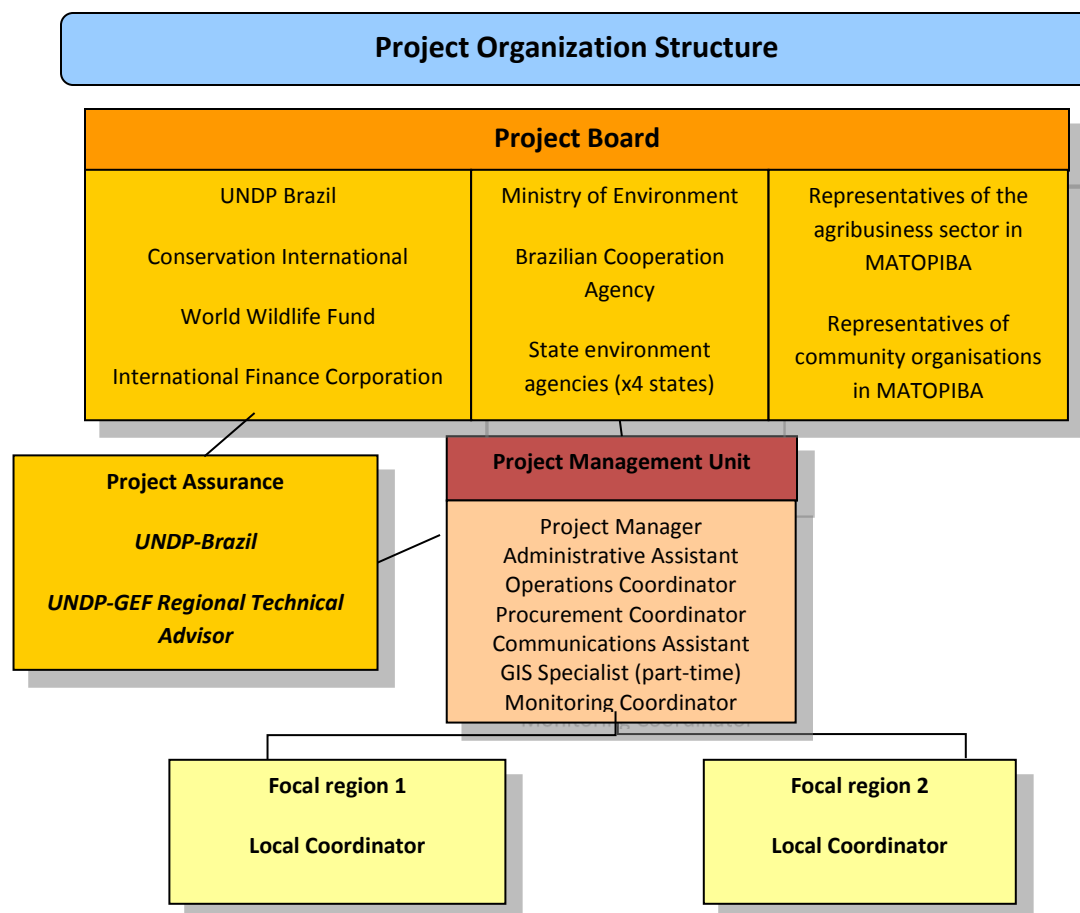 Project Organization Structure
Project Board
UNDP Brazil
Conservation International
World Wildlife Fund
International Finance Corporation
Ministry of Environment
Brazilian Cooperation
Agency
State environment
agencies (x4 states)
Representatives of the
agribusiness sector in
MATOPIBA
Representatives of
community organisations
in MATOPIBA
Project Assurance
UNDP-Brazil
UNDP-GEF Regional Technical
Advisor
Project Management Unit
Project Manager
Administrative Assistant
Operations Coordinator
Procurement Coordinator
Communications Assistant
GIS Specialist (part-time)
Monitoring Coordinator
Focal region 1
Local Coordinator
Focal region 2
Local Coordinator